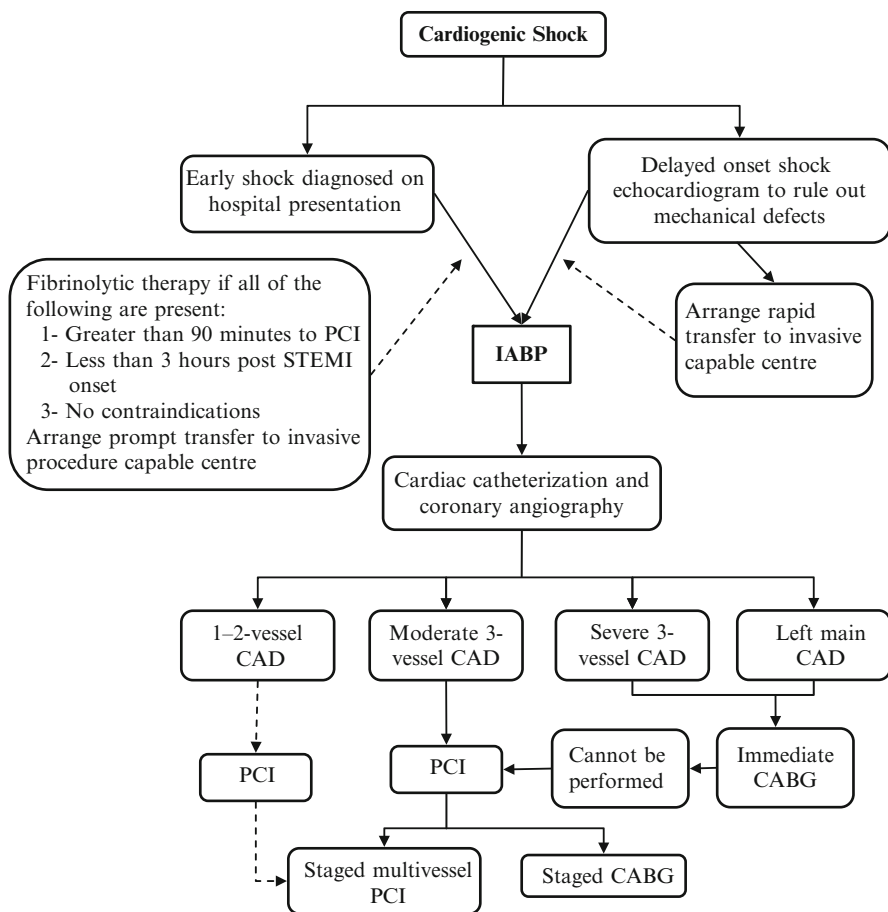 Cardiogenic Shock
Early shock diagnosed on
hospital presentation
Delayed onset shock
echocardiogram to rule out
mechanical defects
Fibrinolytic therapy if all of the
following are present:
1- Greater than 90 minutes to PCI
2- Less than 3 hours post STEMI
onset
3- No contraindications
Arrange prompt transfer to invasive
procedure capable centre
Arrange rapid
transfer to invasive
capable centre
IABP
Cardiac catheterization and
coronary angiography
1–2-vessel
CAD
Moderate 3-
vessel CAD
Severe 3-
vessel CAD
Left main
CAD
PCI
PCI
Cannot be
performed
Immediate
CABG
Staged multivessel
PCI
Staged CABG